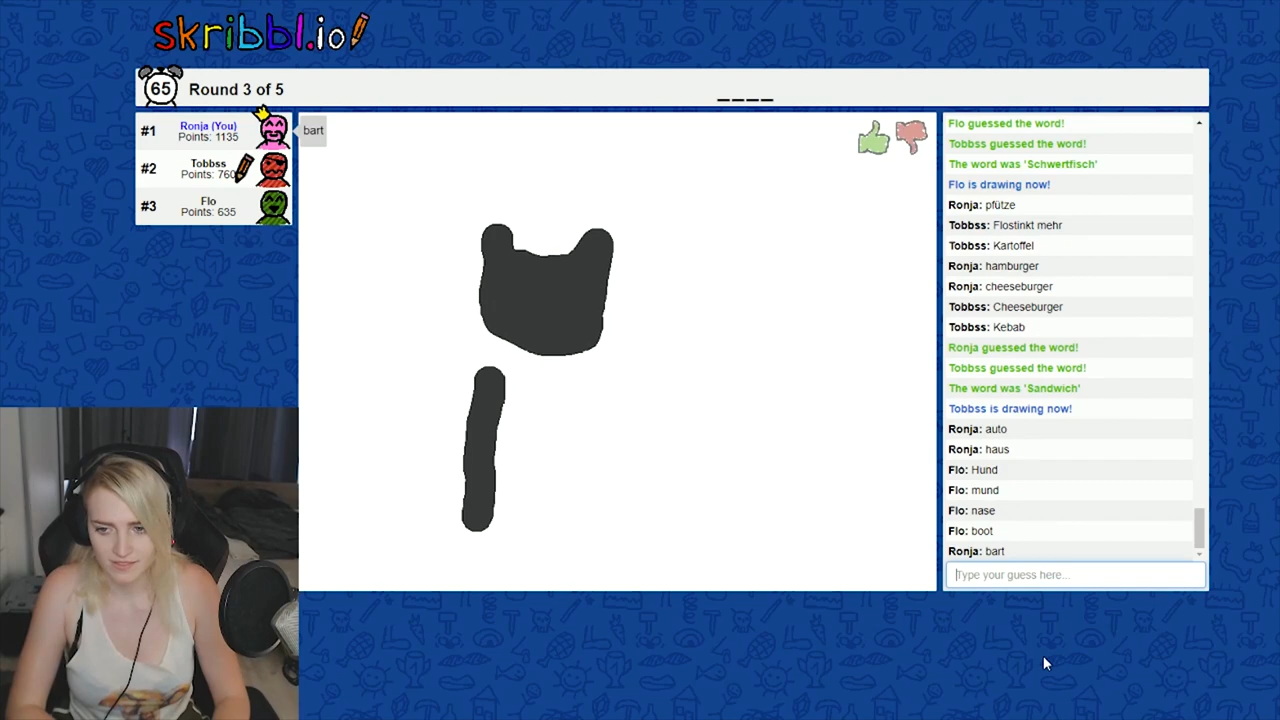 skribbl.io!
65
Round 3 of 5
____
#1
Ronja (You)
Points: 1135
bart
#2
Tobbss
Points: 760
#3
Flo
Points: 635
Flo guessed the word!
Tobbss guessed the word!
The word was 'Schwertfisch'
Flo is drawing now!
Ronja: pfütze
Tobbss: Flostinkt mehr
Tobbss: Kartoffel
Ronja: hamburger
Ronja: cheeseburger
Tobbss: Cheeseburger
Tobbss: Kebab
Ronja guessed the word!
Tobbss guessed the word!
The word was 'Sandwich'
Tobbss is drawing now!
Ronja: auto
Ronja: haus
Flo: Hund
Flo: mund
Flo: nase
Flo: boot
Ronja: bart
Type your guess here...